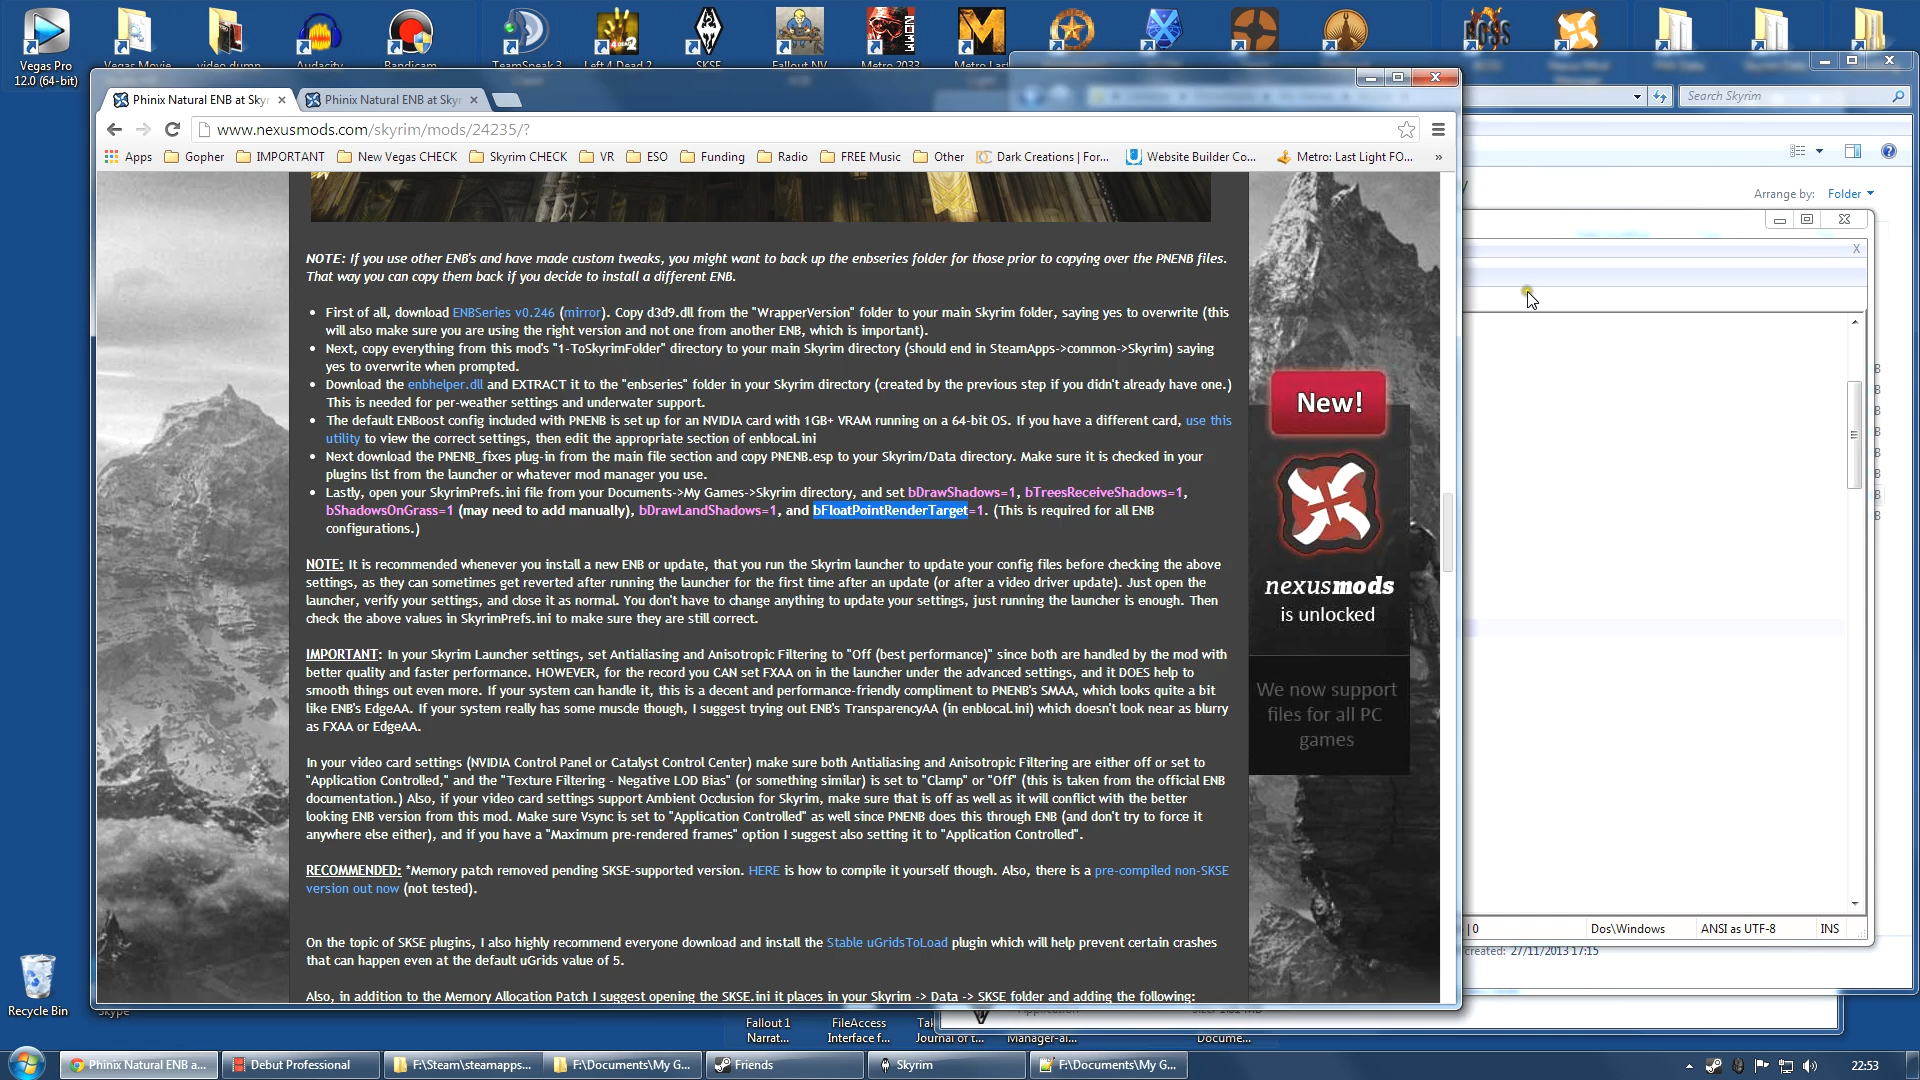 Vegas Pro
12.0 (64-bit)
Vegas Movie
video dump
Audacity
Bandicam
TeamSpeak 3
Left 4 Dead 2
SKSE
Fallout NV
Metro 2033
Metro Last
Search Skyrim
Phinix Natural ENB at Sky
Phinix Natural ENB at Sky
www.nexusmods.com/skyrim/mods/24235/?
Apps
Gopher
IMPORTANT
New Vegas CHECK
Skyrim CHECK
VR
ESO
Funding
Radio
FREE Music
Other
Dark Creations | For...
Website Builder Co...
Metro: Last Light FO...
»
Arrange by: Folder
NOTE: If you use other ENB's and have made custom tweaks, you might want to back up the enbseries folder for those prior to copying over the PNENB files.
That way you can copy them back if you decide to install a different ENB.
• First of all, download ENBSeries v0.246 (mirror). Copy d3d9.dll from the "WrapperVersion" folder to your main Skyrim folder, saying yes to overwrite (this
will also make sure you are using the right version and not one from another ENB, which is important).
• Next, copy everything from this mod's "1-ToSkyrimFolder" directory to your main Skyrim directory (should end in SteamApps->common->Skyrim) saying
yes to overwrite when prompted.
• Download the enbhelper.dll and EXTRACT it to the "enbseries" folder in your Skyrim directory (created by the previous step if you didn't already have one.)
This is needed for per-weather settings and underwater support.
• The default ENBoost config included with PNENB is set up for an NVIDIA card with 1GB+ VRAM running on a 64-bit OS. If you have a different card, use this
utility to view the correct settings, then edit the appropriate section of enblocal.ini
• Next download the PNENB_fixes plug-in from the main file section and copy PNENB.esp to your Skyrim/Data directory. Make sure it is checked in your
plugins list from the launcher or whatever mod manager you use.
• Lastly, open your SkyrimPrefs.ini file from your Documents->My Games->Skyrim directory, and set bDrawShadows=1, bTreesReceiveShadows=1,
bShadowsOnGrass=1 (may need to add manually), bDrawLandShadows=1, and bFloatPointRenderTarget=1. (This is required for all ENB
configurations.)
NOTE: It is recommended whenever you install a new ENB or update, that you run the Skyrim launcher to update your config files before checking the above
settings, as they can sometimes get reverted after running the launcher for the first time after an update (or after a video driver update). Just open the
launcher, verify your settings, and close it as normal. You don't have to change anything to update your settings, just running the launcher is enough. Then
check the above values in SkyrimPrefs.ini to make sure they are still correct.
IMPORTANT: In your Skyrim Launcher settings, set Antialiasing and Anisotropic Filtering to "Off (best performance)" since both are handled by the mod with
better quality and faster performance. HOWEVER, for the record you CAN set FXAA on in the launcher under the advanced settings, and it DOES help to
smooth things out even more. If your system can handle it, this is a decent and performance-friendly compliment to PNENB's SMAA, which looks quite a bit
like ENB's EdgeAA. If your system really has some muscle though, I suggest trying out ENB's TransparencyAA (in enblocal.ini) which doesn't look near as blurry
as FXAA or EdgeAA.
In your video card settings (NVIDIA Control Panel or Catalyst Control Center) make sure both Antialiasing and Anisotropic Filtering are either off or set to
"Application Controlled," and the "Texture Filtering - Negative LOD Bias" (or something similar) is set to "Clamp" or "Off" (this is taken from the official ENB
documentation.) Also, if your video card settings support Ambient Occlusion for Skyrim, make sure that is off as well as it will conflict with the better
looking ENB version from this mod. Make sure Vsync is set to "Application Controlled" as well since PNENB does this through ENB (and don't try to force it
anywhere else either), and if you have a "Maximum pre-rendered frames" option I suggest also setting it to "Application Controlled".
RECOMMENDED: *Memory patch removed pending SKSE-supported version. HERE is how to compile it yourself though. Also, there is a pre-compiled non-SKSE
version out now (not tested).
On the topic of SKSE plugins, I also highly recommend everyone download and install the Stable uGridsToLoad plugin which will help prevent certain crashes
that can happen even at the default uGrids value of 5.
Also, in addition to the Memory Allocation Patch I suggest opening the SKSE.ini it places in your Skyrim -> Data -> SKSE folder and adding the following:
New!
nexusmods
is unlocked
We now support
files for all PC
games
Dos\Windows
ANSI as UTF-8
INS
created: 27/11/2013 17:15
Recycle Bin
Skype
Fallout 1
Narrat...
FileAccess
Interface f...
Journal of t...
Manager-al...
Docume...
Phinix Natural ENB a...
Debut Professional
F:\Steam\steamapps...
F:\Documents\My G...
Friends
Skyrim
F:\Documents\My G...
22:53